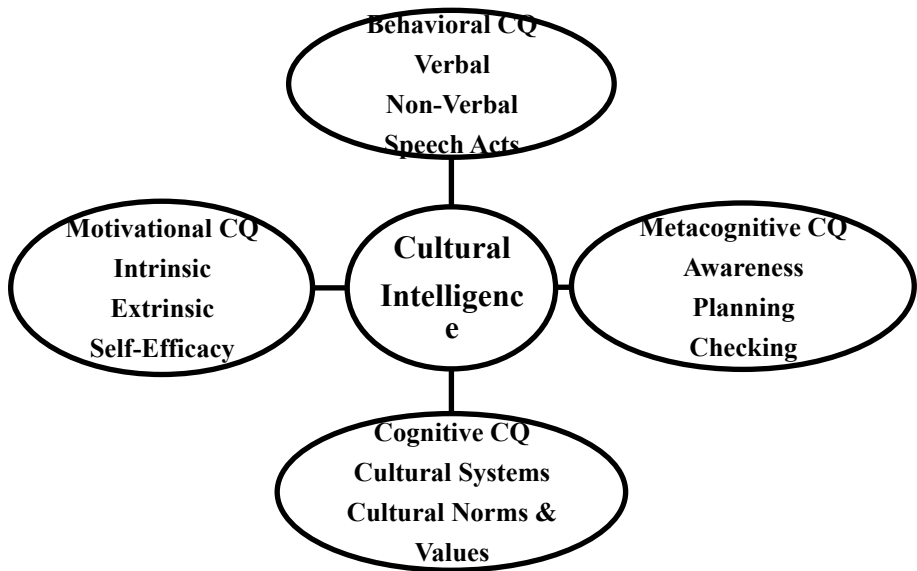 Behavioral CQ
Verbal
Non-Verbal
Speech Acts
Motivational CQ
Intrinsic
Extrinsic
Self-Efficacy
Cultural
Intelligenc
e
Metacognitive CQ
Awareness
Planning
Checking
Cognitive CQ
Cultural Systems
Cultural Norms &
Values